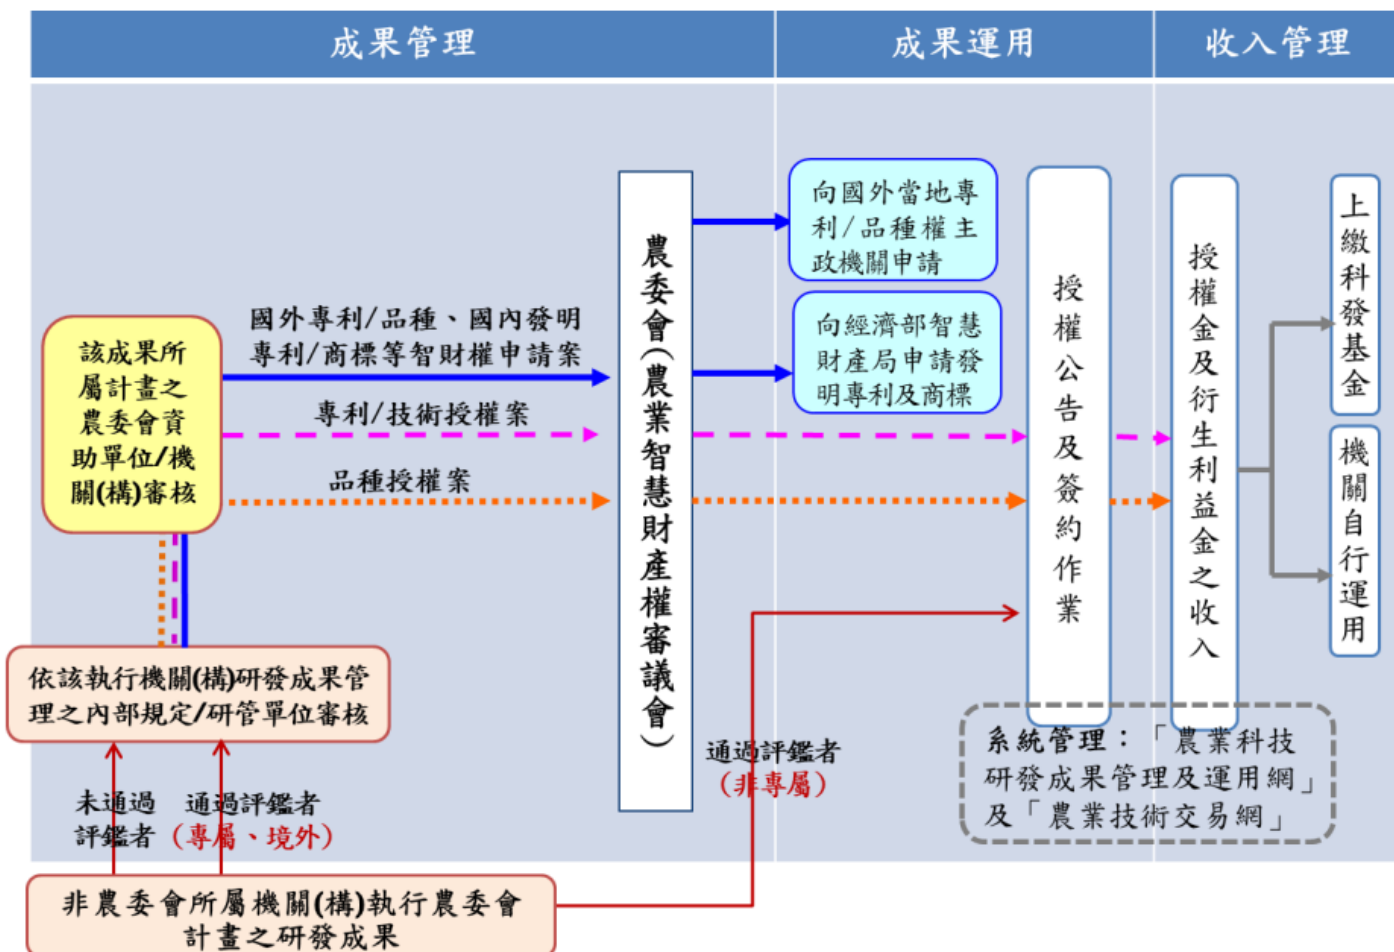 成果管理
成果運用
收入管理
該成果所
屬計畫之
農委會資
助單位/機
關(構)審核
國外專利/品種、國內發明
專利/商標等智財權申請案
專利/技術授權案
品種授權案
農委會(農業智慧財產權審議會)
向國外當地專
利/品種權主
政機關申請
向經濟部智慧
財產局申請發
明專利及商標
授權公告及簽約作業
授權金及衍生利益金之收入
上繳科發基金
機關自行運用
依該執行機關(構)研發成果管
理之內部規定/研管單位審核
未通過
評鑑者
通過評鑑者
(專屬、境外)
通過評鑑者
(非專屬)
系統管理:「農業科技
研發成果管理及運用網」
及「農業技術交易網」
非農委會所屬機關(構)執行農委會
計畫之研發成果